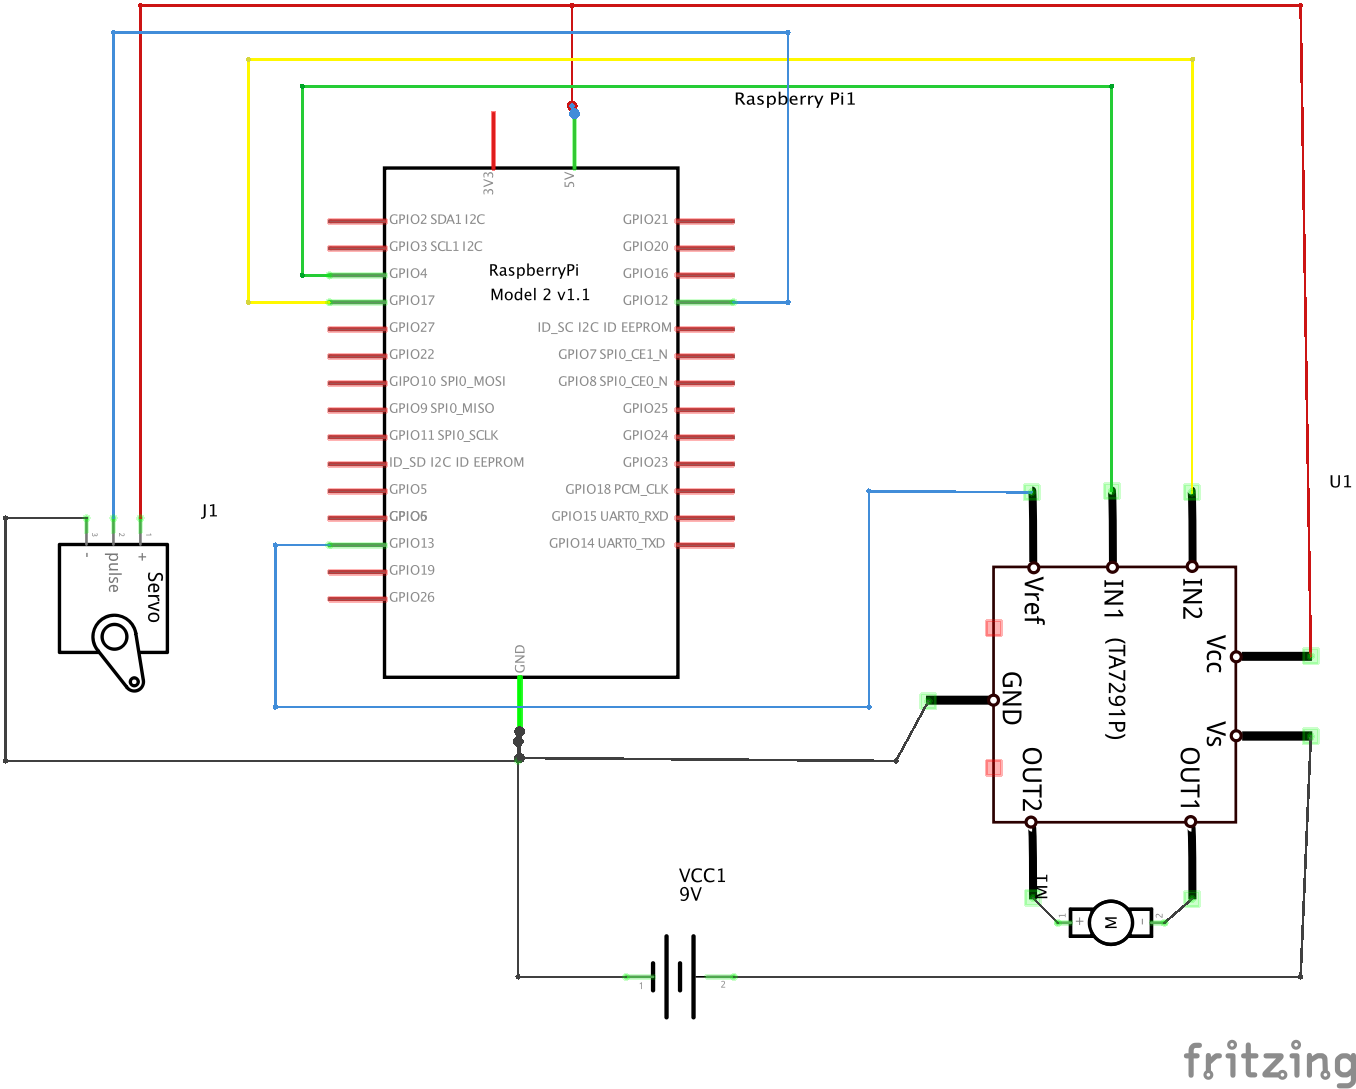 Raspberry Pi1
3V3
5V
GPIO2 SDA1 I2C
GPIO3 SCL1 I2C
GPIO4
GPIO17
GPIO27
GPIO22
GIPO10 SPI0_MOSI
GPIO9 SPI0_MISO
GPIO11 SPI0_SCLK
ID_SD I2C ID EEPROM
GPIO5
GPIO6
GPIO13
GPIO19
GPIO26
RaspberryPi
Model 2 v1.1
GPIO21
GPIO20
GPIO16
GPIO12
ID_SC I2C ID EEPROM
GPIO7 SPI0_CE1_N
GPIO8 SPI0_CE0_N
GPIO25
GPIO24
GPIO23
GPIO18 PCM_CLK
GPIO15 UART0_RXD
GPIO14 UART0_TXD
GND
J1
3
2
1
-
pulse
+
Servo
U1
Vref
IN1
IN2
(TA7291P)
Vcc
Vs
GND
OUT2
OUT1
M1
1
+
M
-
2
VCC1
9V
1
2
fritzing